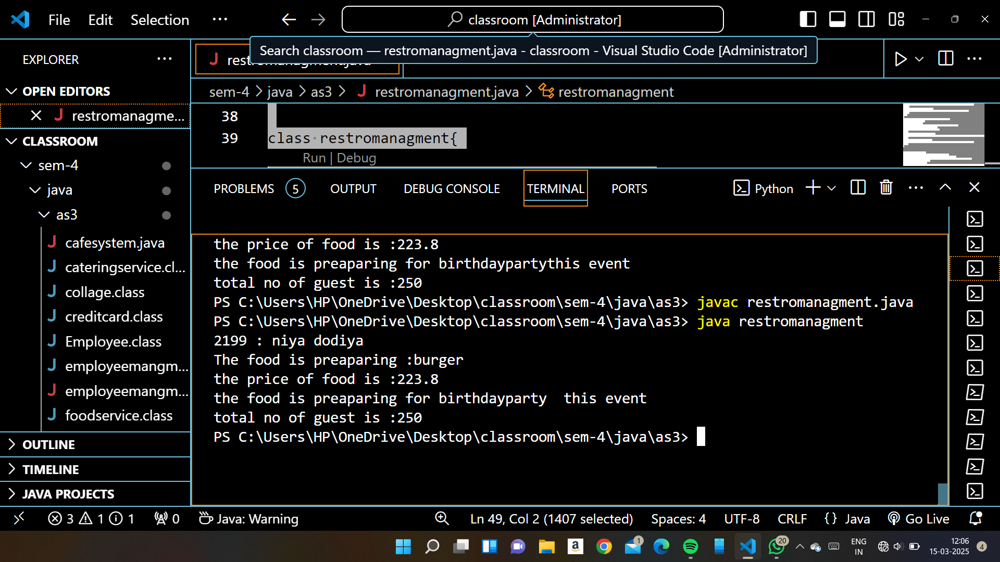 File Edit Selection ···
classroom [Administrator]
Search classroom — restromanagment.java - classroom - Visual Studio Code [Administrator]
EXPLORER ···
OPEN EDITORS
restromanagme...
CLASSROOM
sem-4
java
as3
cafesystem.java
cateringservice.cl...
collage.class
creditcard.class
Employee.class
employeemangm...
employeemangm...
foodservice.class
OUTLINE
TIMELINE
JAVA PROJECTS
restromanagment.java
sem-4 > java > as3 > restromanagment.java > restromanagment
38
39 class restromanagment{
Run | Debug
PROBLEMS 5 OUTPUT DEBUG CONSOLE TERMINAL PORTS Python
the price of food is :223.8
the food is preaparing for birthdaypartythis event
total no of guest is :250
PS C:\Users\HP\OneDrive\Desktop\classroom\sem-4\java\as3> javac restromanagment.java
PS C:\Users\HP\OneDrive\Desktop\classroom\sem-4\java\as3> java restromanagment
2199 : niya dodiya
The food is preaparing :burger
the price of food is :223.8
the food is preaparing for birthdayparty  this event
total no of guest is :250
PS C:\Users\HP\OneDrive\Desktop\classroom\sem-4\java\as3>
3 1 1 0 Java: Warning Ln 49, Col 2 (1407 selected) Spaces: 4 UTF-8 CRLF {} Java Go Live
1 20 ENG 12:06
IN 15-03-2025 4